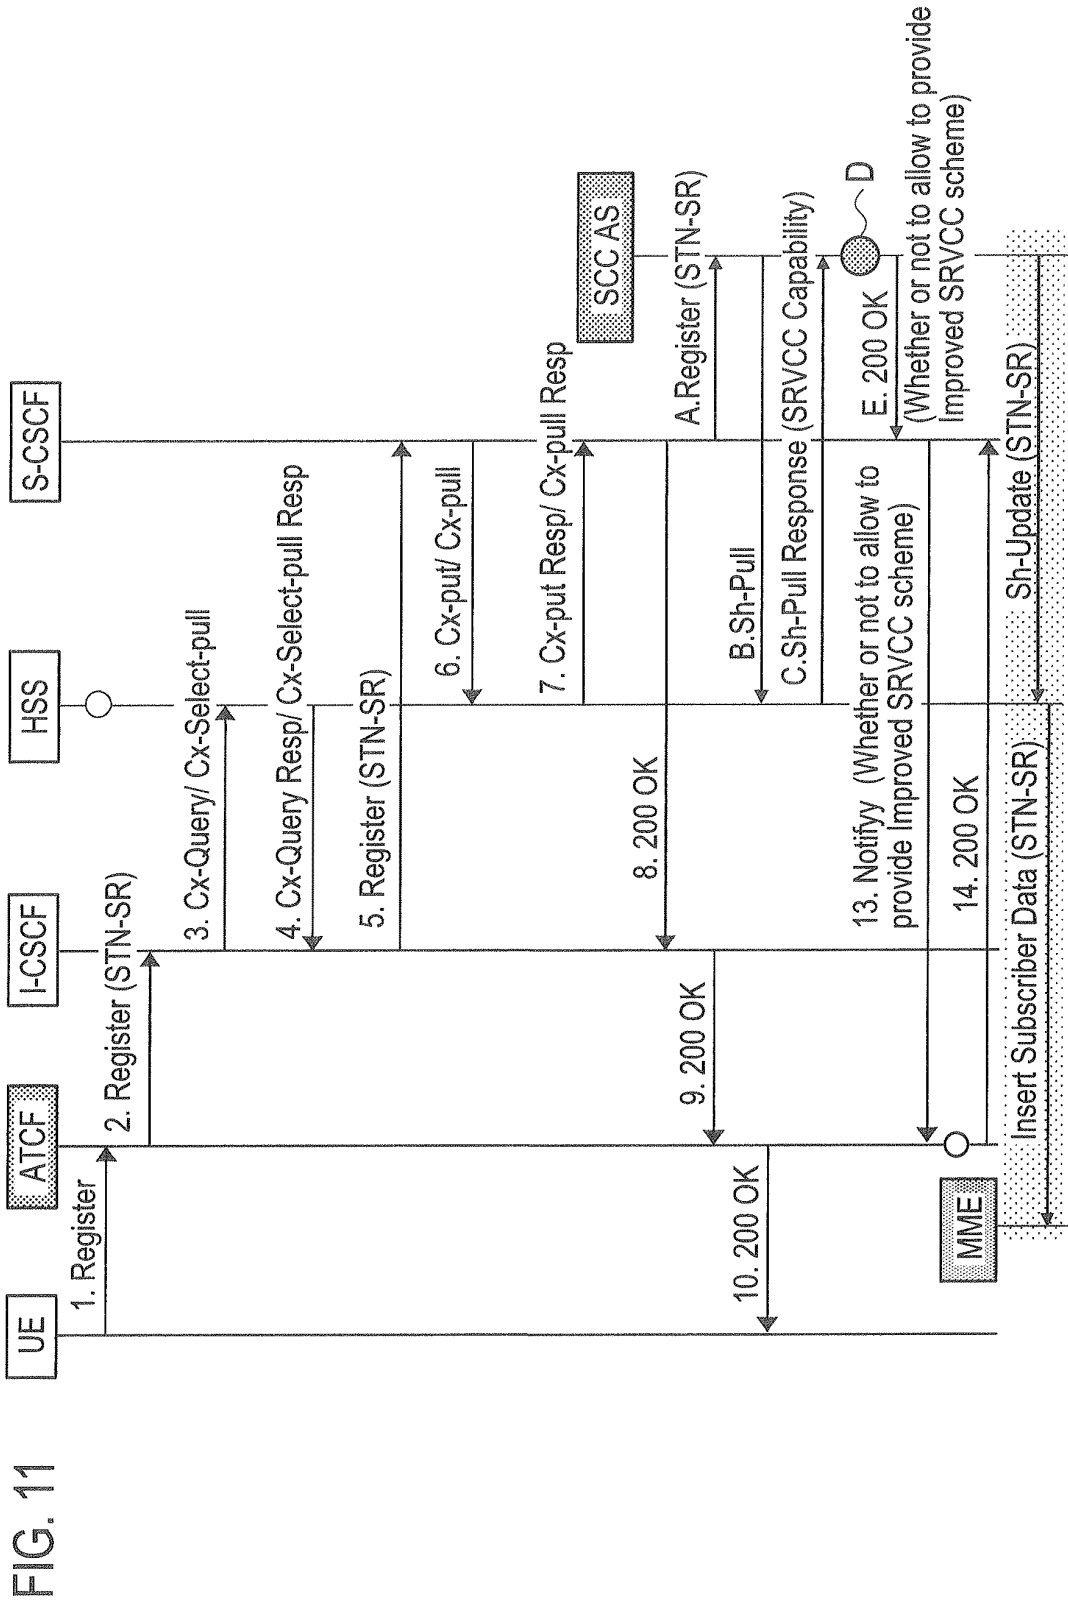 FIG. 11
UE
ATCF
I-CSCF
HSS
S-CSCF
1. Register
2. Register (STN-SR)
3. Cx-Query/ Cx-Select-pull
4. Cx-Query Resp/ Cx-Select-pull Resp
5. Register (STN-SR)
6. Cx-put/ Cx-pull
7. Cx-put Resp/ Cx-pull Resp
SCC AS
8. 200 OK
A.Register (STN-SR)
9. 200 OK
10. 200 OK
B.Sh-Pull
C.Sh-Pull Response (SRVCC Capability)
D
E. 200 OK
(Whether or not to allow to provide
Improved SRVCC scheme)
13. Notifyy (Whether or not to allow to
provide Improved SRVCC scheme)
MME
14. 200 OK
Insert Subscriber Data (STN-SR)
Sh-Update (STN-SR)